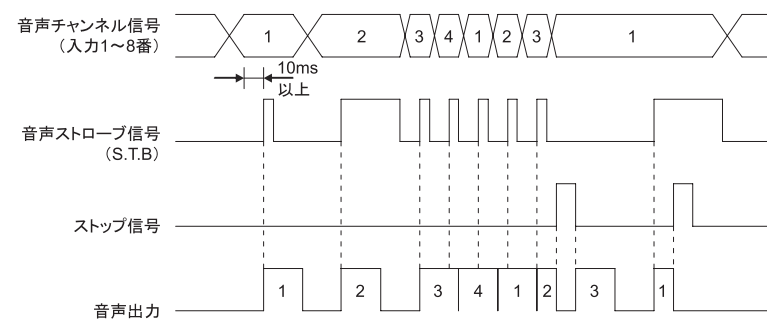 音声チャンネル信号
(入力1～8番)
1 2 3 4 1 2 3 1
10ms
以上
音声ストローブ信号
(S.T.B)
ストップ信号
音声出力
1 2 3 4 1 2 3 1